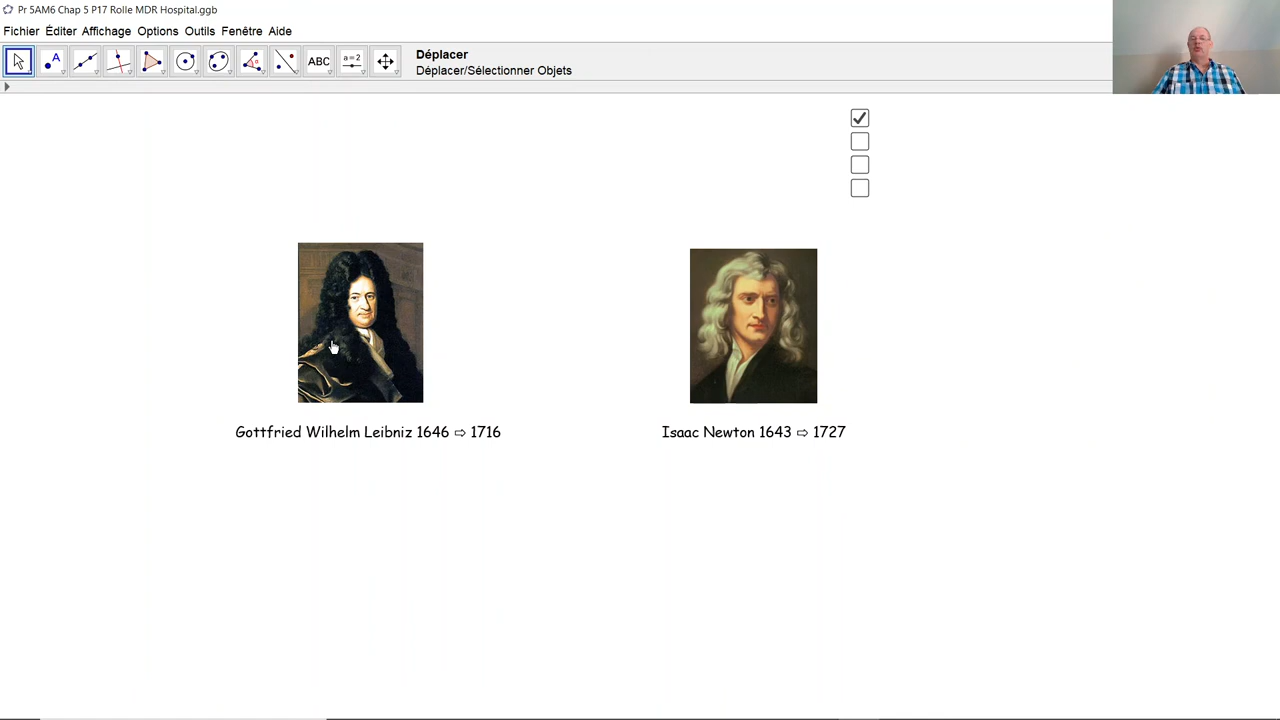 Pr 5AM6 Chap 5 P17 Rolle MDR Hospital.ggb
Fichier Éditer Affichage Options Outils Fenêtre Aide
A ABC a=2 Déplacer
Déplacer/Sélectionner Objets
Gottfried Wilhelm Leibniz 1646 ⇨ 1716
Isaac Newton 1643 ⇨ 1727